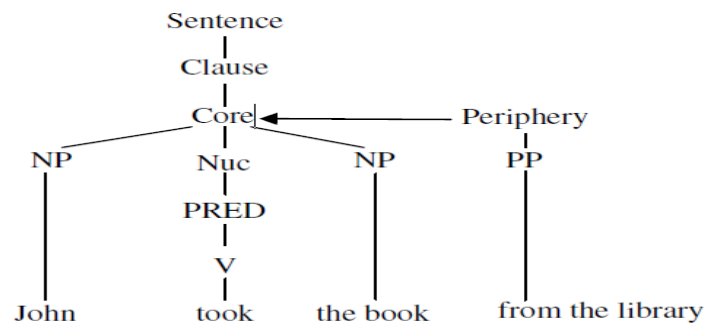 Sentence
Clause
Core Periphery
NP Nuc NP PP
PRED
V
John took the book from the library